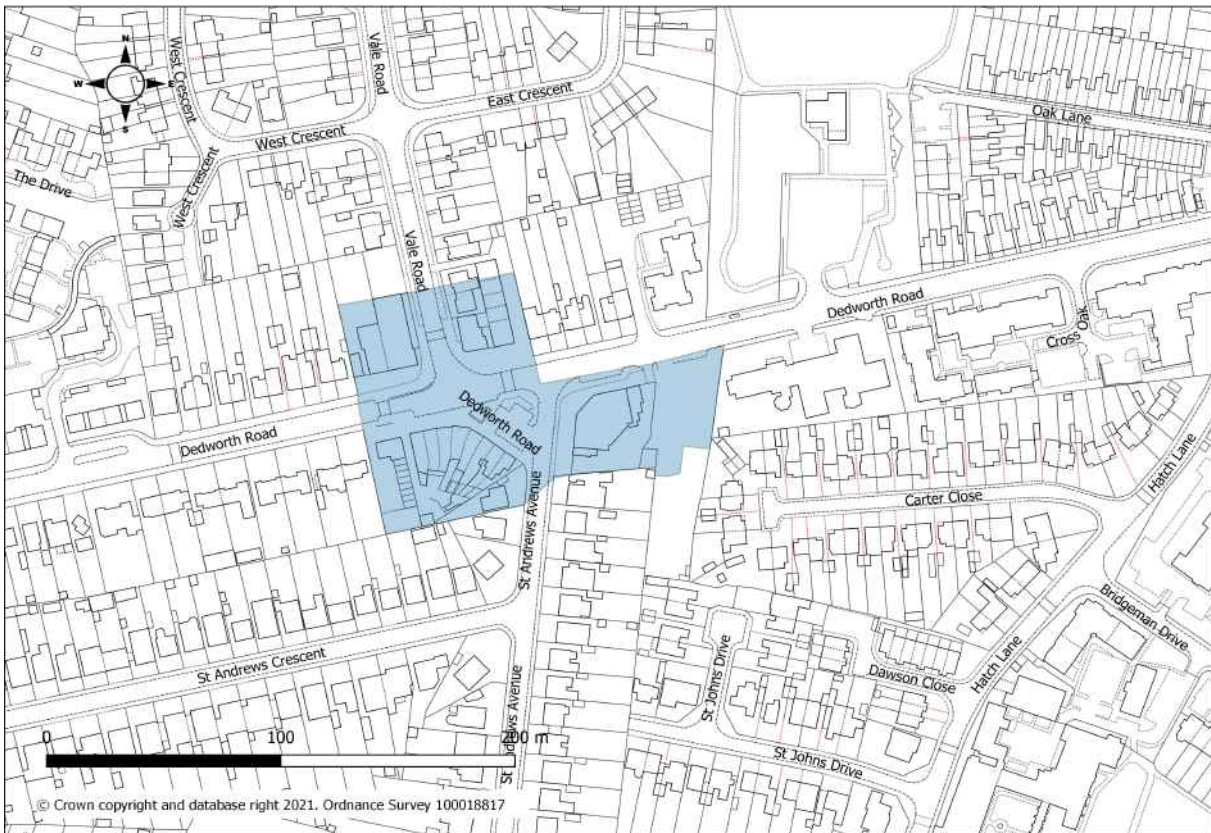 N
W
E
S
West Crescent
Vale Road
East Crescent
West Crescent
Oak Lane
The Drive
West Crescent
Vale Road
Dedworth Road
Cross Oak
Dedworth Road
Dedworth Road
Hatch Lane
Carter Close
St Andrews Avenue
Bridgeman Drive
St Andrews Crescent
St Johns Drive
Dawson Close
Hatch Lane
St Andrews Avenue
St Johns Drive
0 100 200 m
© Crown copyright and database right 2021. Ordnance Survey 100018817